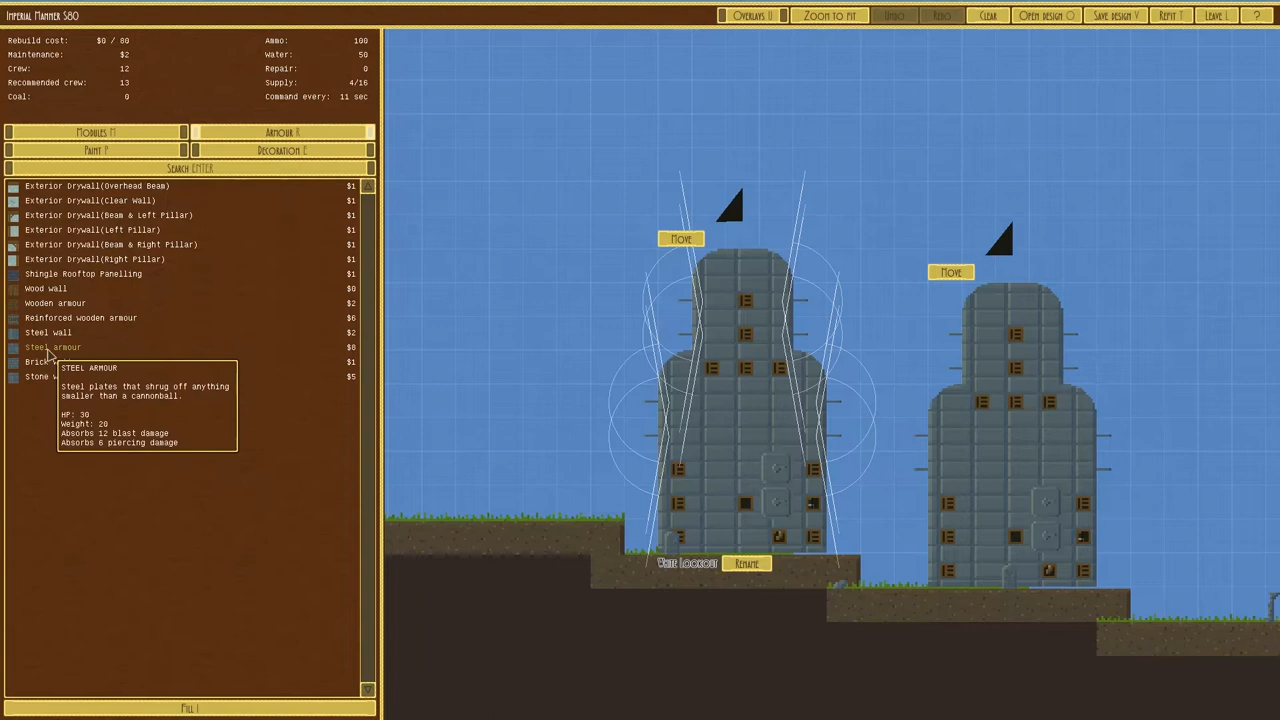 Imperial Manner $80
Overlays U
Zoom to fit
Undo
Redo
Clear
Open design O
Save design V
Refit T
Leave L
?
Rebuild cost: $0 / 80
Maintenance: $2
Crew: 12
Recommended crew: 13
Coal: 0
Ammo: 100
Water: 50
Repair: 0
Supply: 4/16
Command every: 11 sec
Modules M
Armour R
Paint P
Decoration E
Search ENTER
Exterior Drywall(Overhead Beam) $1
Exterior Drywall(Clear Wall) $1
Exterior Drywall(Beam & Left Pillar) $1
Exterior Drywall(Left Pillar) $1
Exterior Drywall(Beam & Right Pillar) $1
Exterior Drywall(Right Pillar) $1
Shingle Rooftop Panelling $1
Wood wall $0
Wooden armour $2
Reinforced wooden armour $6
Steel wall $2
Steel armour $8
Brick $1
Stone $5
STEEL ARMOUR
Steel plates that shrug off anything
smaller than a cannonball.
HP: 30
Weight: 20
Absorbs 12 blast damage
Absorbs 6 piercing damage
Fill I
Move
Move
Lookout
Rename